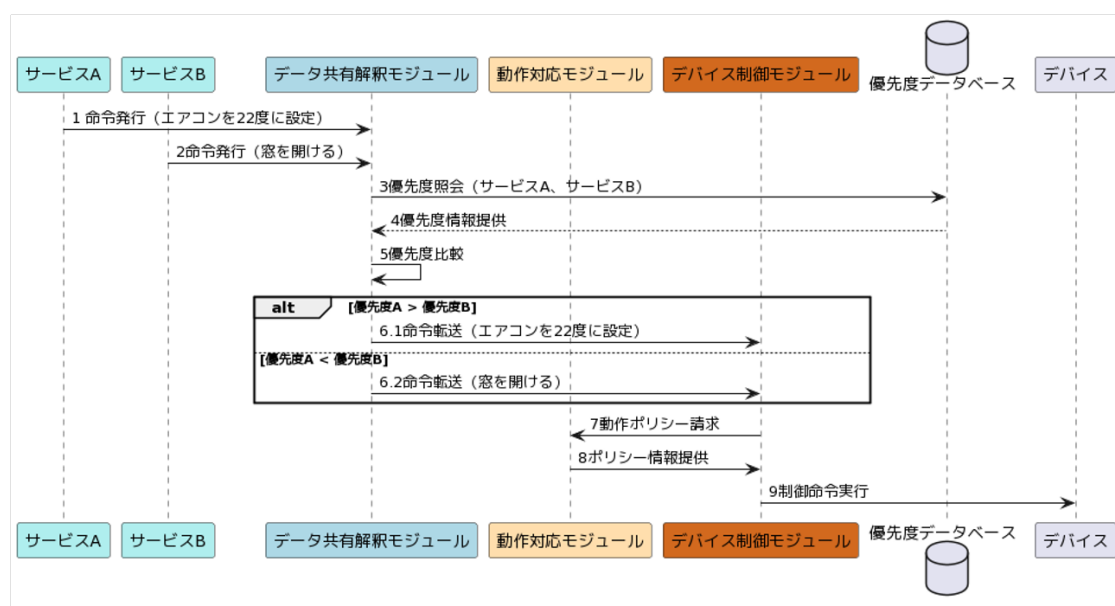 サービスA
サービスB
データ共有解釈モジュール
動作対応モジュール
デバイス制御モジュール
優先度データベース
デバイス
1 命令発行（エアコンを22度に設定）
2命令発行（窓を開ける）
3優先度照会（サービスA、サービスB）
4優先度情報提供
5優先度比較
alt
[優先度A > 優先度B]
6.1命令転送（エアコンを22度に設定）
[優先度A < 優先度B]
6.2命令転送（窓を開ける）
7動作ポリシー請求
8ポリシー情報提供
9制御命令実行
サービスA
サービスB
データ共有解釈モジュール
動作対応モジュール
デバイス制御モジュール
優先度データベース
デバイス